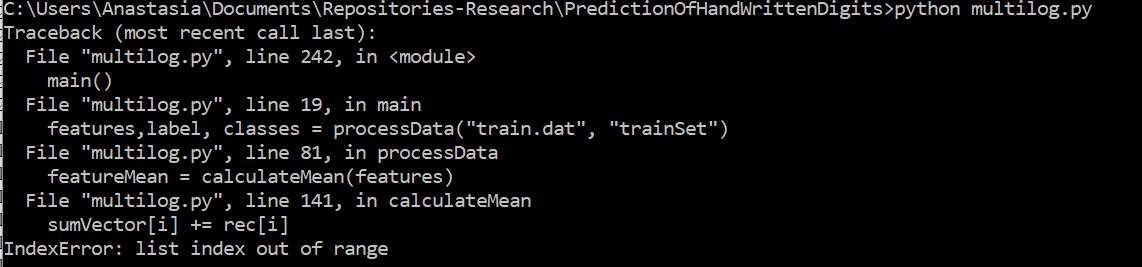 C:\Users\Anastasia\Documents\Repositories-Research\PredictionOfHandWrittenDigits>python multilog.py
Traceback (most recent call last):
  File "multilog.py", line 242, in <module>
    main()
  File "multilog.py", line 19, in main
    features,label, classes = processData("train.dat", "trainSet")
  File "multilog.py", line 81, in processData
    featureMean = calculateMean(features)
  File "multilog.py", line 141, in calculateMean
    sumVector[i] += rec[i]
IndexError: list index out of range